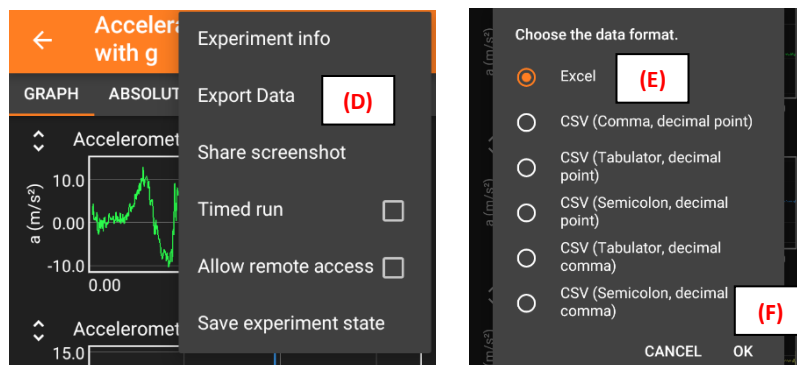 Acceler
with g
GRAPH ABSOLUT
Acceleromet
a (m/s²)
10.0
0.00
-10.0
0.00
Acceleromet
15.0
Experiment info
Export Data
(D)
Share screenshot
Timed run
Allow remote access
Save experiment state
Choose the data format.
Excel
(E)
CSV (Comma, decimal point)
CSV (Tabulator, decimal
point)
CSV (Semicolon, decimal
point)
CSV (Tabulator, decimal
comma)
CSV (Semicolon, decimal
comma)
(F)
CANCEL OK
a (m/s²)
a (m/s²)